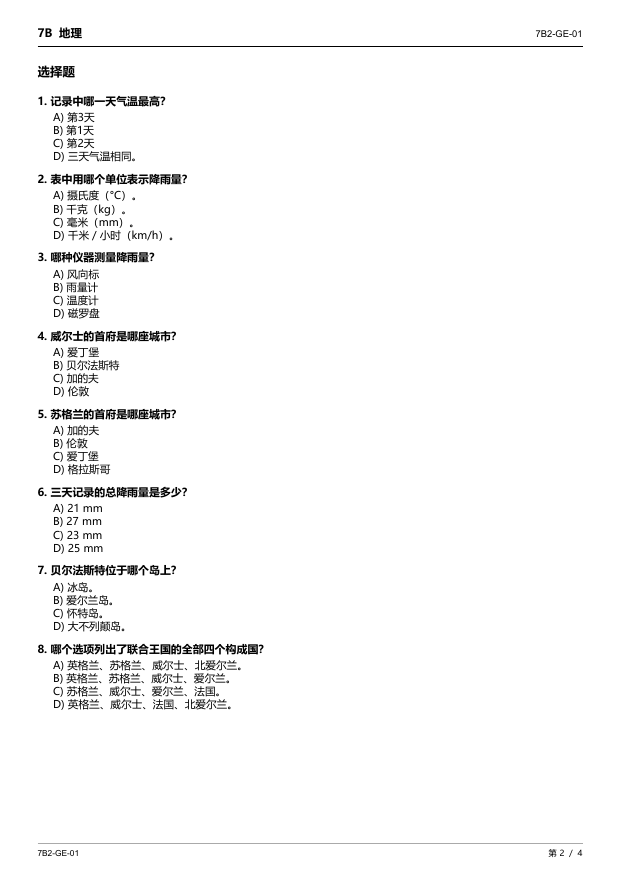 7B 地理
7B2-GE-01
选择题
1. 记录中哪一天气温最高?
A) 第3天
B) 第1天
C) 第2天
D) 三天气温相同。
2. 表中用哪个单位表示降雨量?
A) 摄氏度（°C）。
B) 千克（kg）。
C) 毫米（mm）。
D) 千米 / 小时（km/h）。
3. 哪种仪器测量降雨量?
A) 风向标
B) 雨量计
C) 温度计
D) 磁罗盘
4. 威尔士的首府是哪座城市?
A) 爱丁堡
B) 贝尔法斯特
C) 加的夫
D) 伦敦
5. 苏格兰的首府是哪座城市?
A) 加的夫
B) 伦敦
C) 爱丁堡
D) 格拉斯哥
6. 三天记录的总降雨量是多少?
A) 21 mm
B) 27 mm
C) 23 mm
D) 25 mm
7. 贝尔法斯特位于哪个岛上?
A) 冰岛。
B) 爱尔兰岛。
C) 怀特岛。
D) 大不列颠岛。
8. 哪个选项列出了联合王国的全部四个构成国?
A) 英格兰、苏格兰、威尔士、北爱尔兰。
B) 英格兰、苏格兰、威尔士、爱尔兰。
C) 苏格兰、威尔士、爱尔兰、法国。
D) 英格兰、威尔士、法国、北爱尔兰。
7B2-GE-01
第 2 / 4